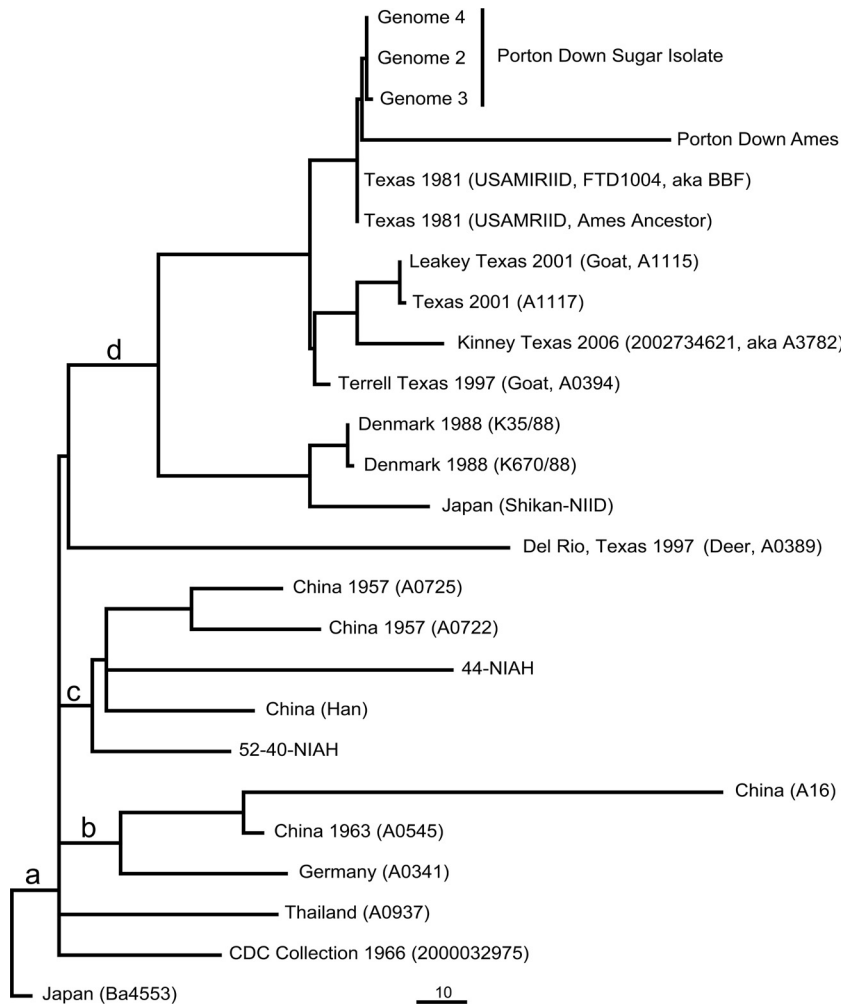 Genome 4
Genome 2
Porton Down Sugar Isolate
Genome 3
Porton Down Ames
Texas 1981 (USAMIRIID, FTD1004, aka BBF)
Texas 1981 (USAMRIID, Ames Ancestor)
Leakey Texas 2001 (Goat, A1115)
Texas 2001 (A1117)
Kinney Texas 2006 (2002734621, aka A3782)
d
Terrell Texas 1997 (Goat, A0394)
Denmark 1988 (K35/88)
Denmark 1988 (K670/88)
Japan (Shikan-NIID)
Del Rio, Texas 1997 (Deer, A0389)
China 1957 (A0725)
China 1957 (A0722)
44-NIAH
c
China (Han)
52-40-NIAH
China (A16)
b
China 1963 (A0545)
Germany (A0341)
a
Thailand (A0937)
CDC Collection 1966 (2000032975)
Japan (Ba4553)
10